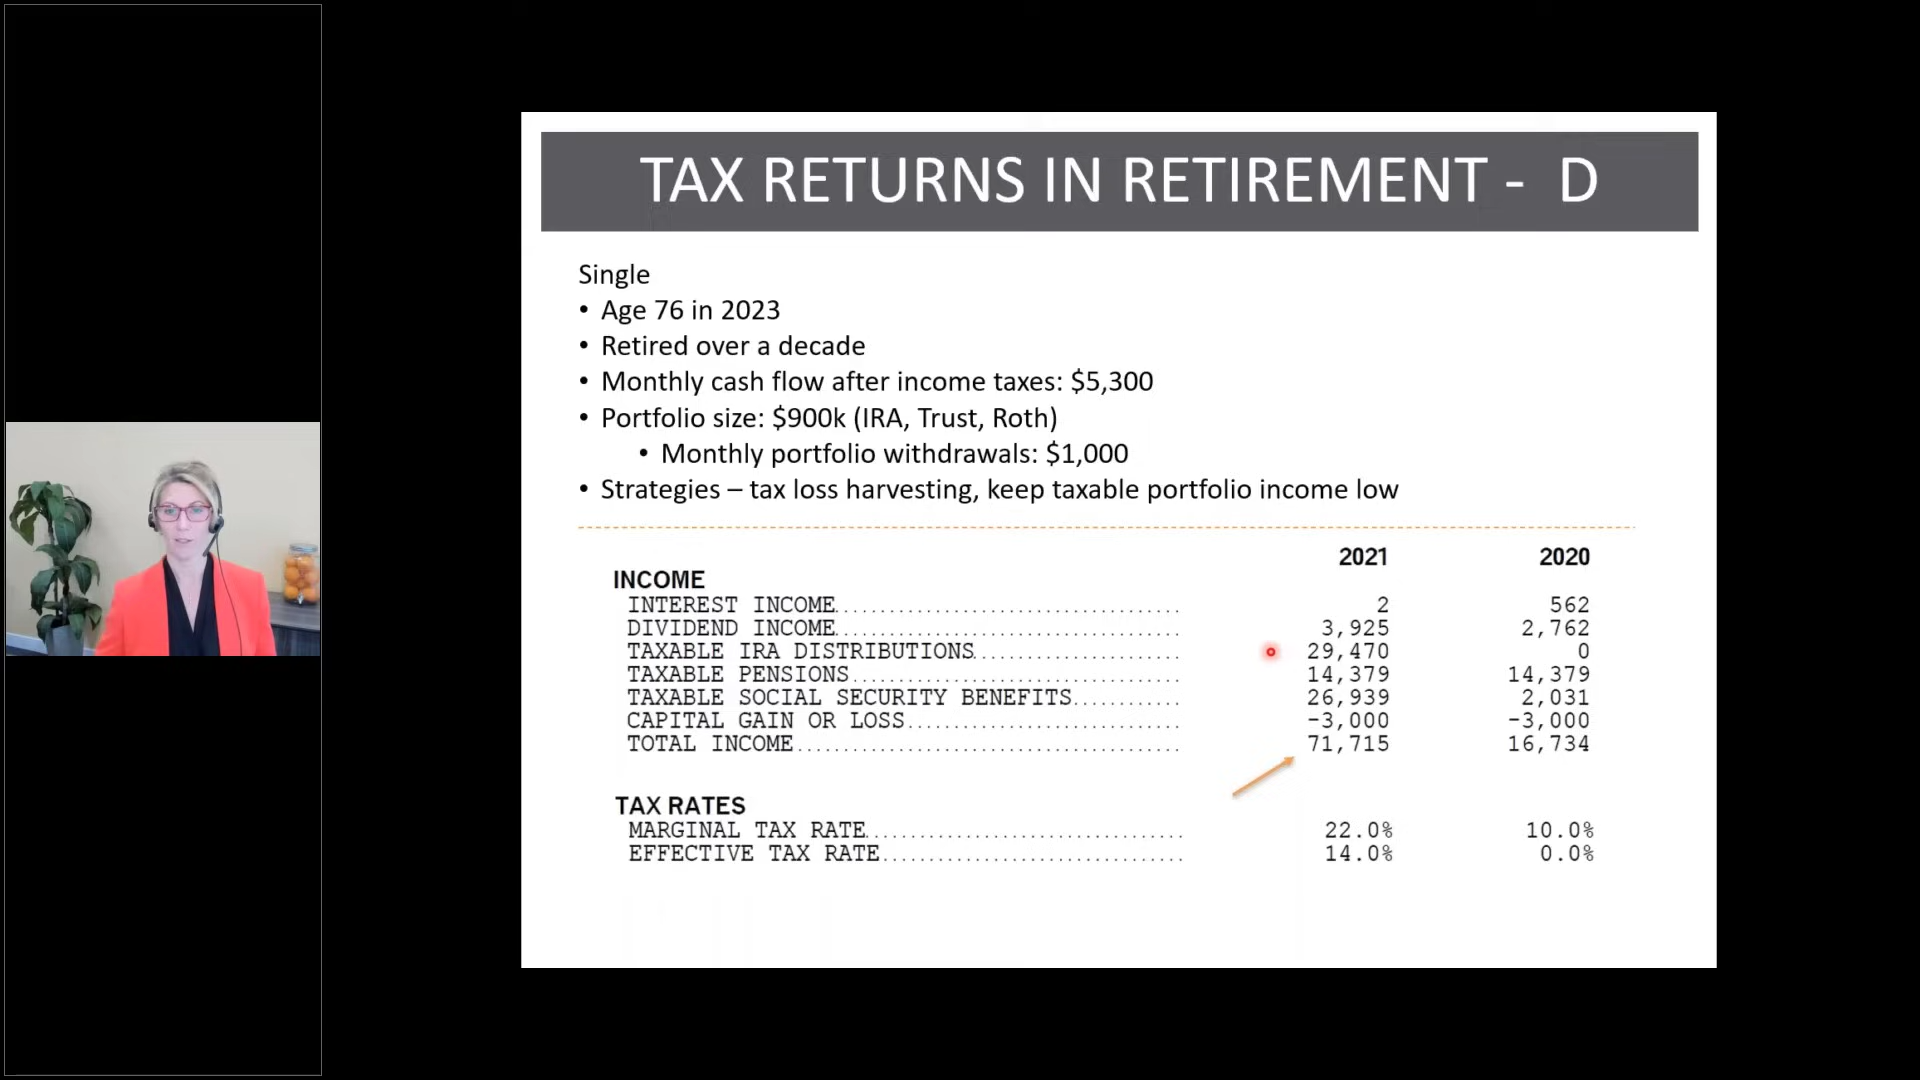 TAX RETURNS IN RETIREMENT - D
Single
• Age 76 in 2023
• Retired over a decade
• Monthly cash flow after income taxes: $5,300
• Portfolio size: $900k (IRA, Trust, Roth)
• Monthly portfolio withdrawals: $1,000
• Strategies – tax loss harvesting, keep taxable portfolio income low
2021 2020
INCOME
INTEREST INCOME 2 562
DIVIDEND INCOME 3,925 2,762
TAXABLE IRA DISTRIBUTIONS 29,470 0
TAXABLE PENSIONS 14,379 14,379
TAXABLE SOCIAL SECURITY BENEFITS 26,939 2,031
CAPITAL GAIN OR LOSS -3,000 -3,000
TOTAL INCOME 71,715 16,734
TAX RATES
MARGINAL TAX RATE 22.0% 10.0%
EFFECTIVE TAX RATE 14.0% 0.0%